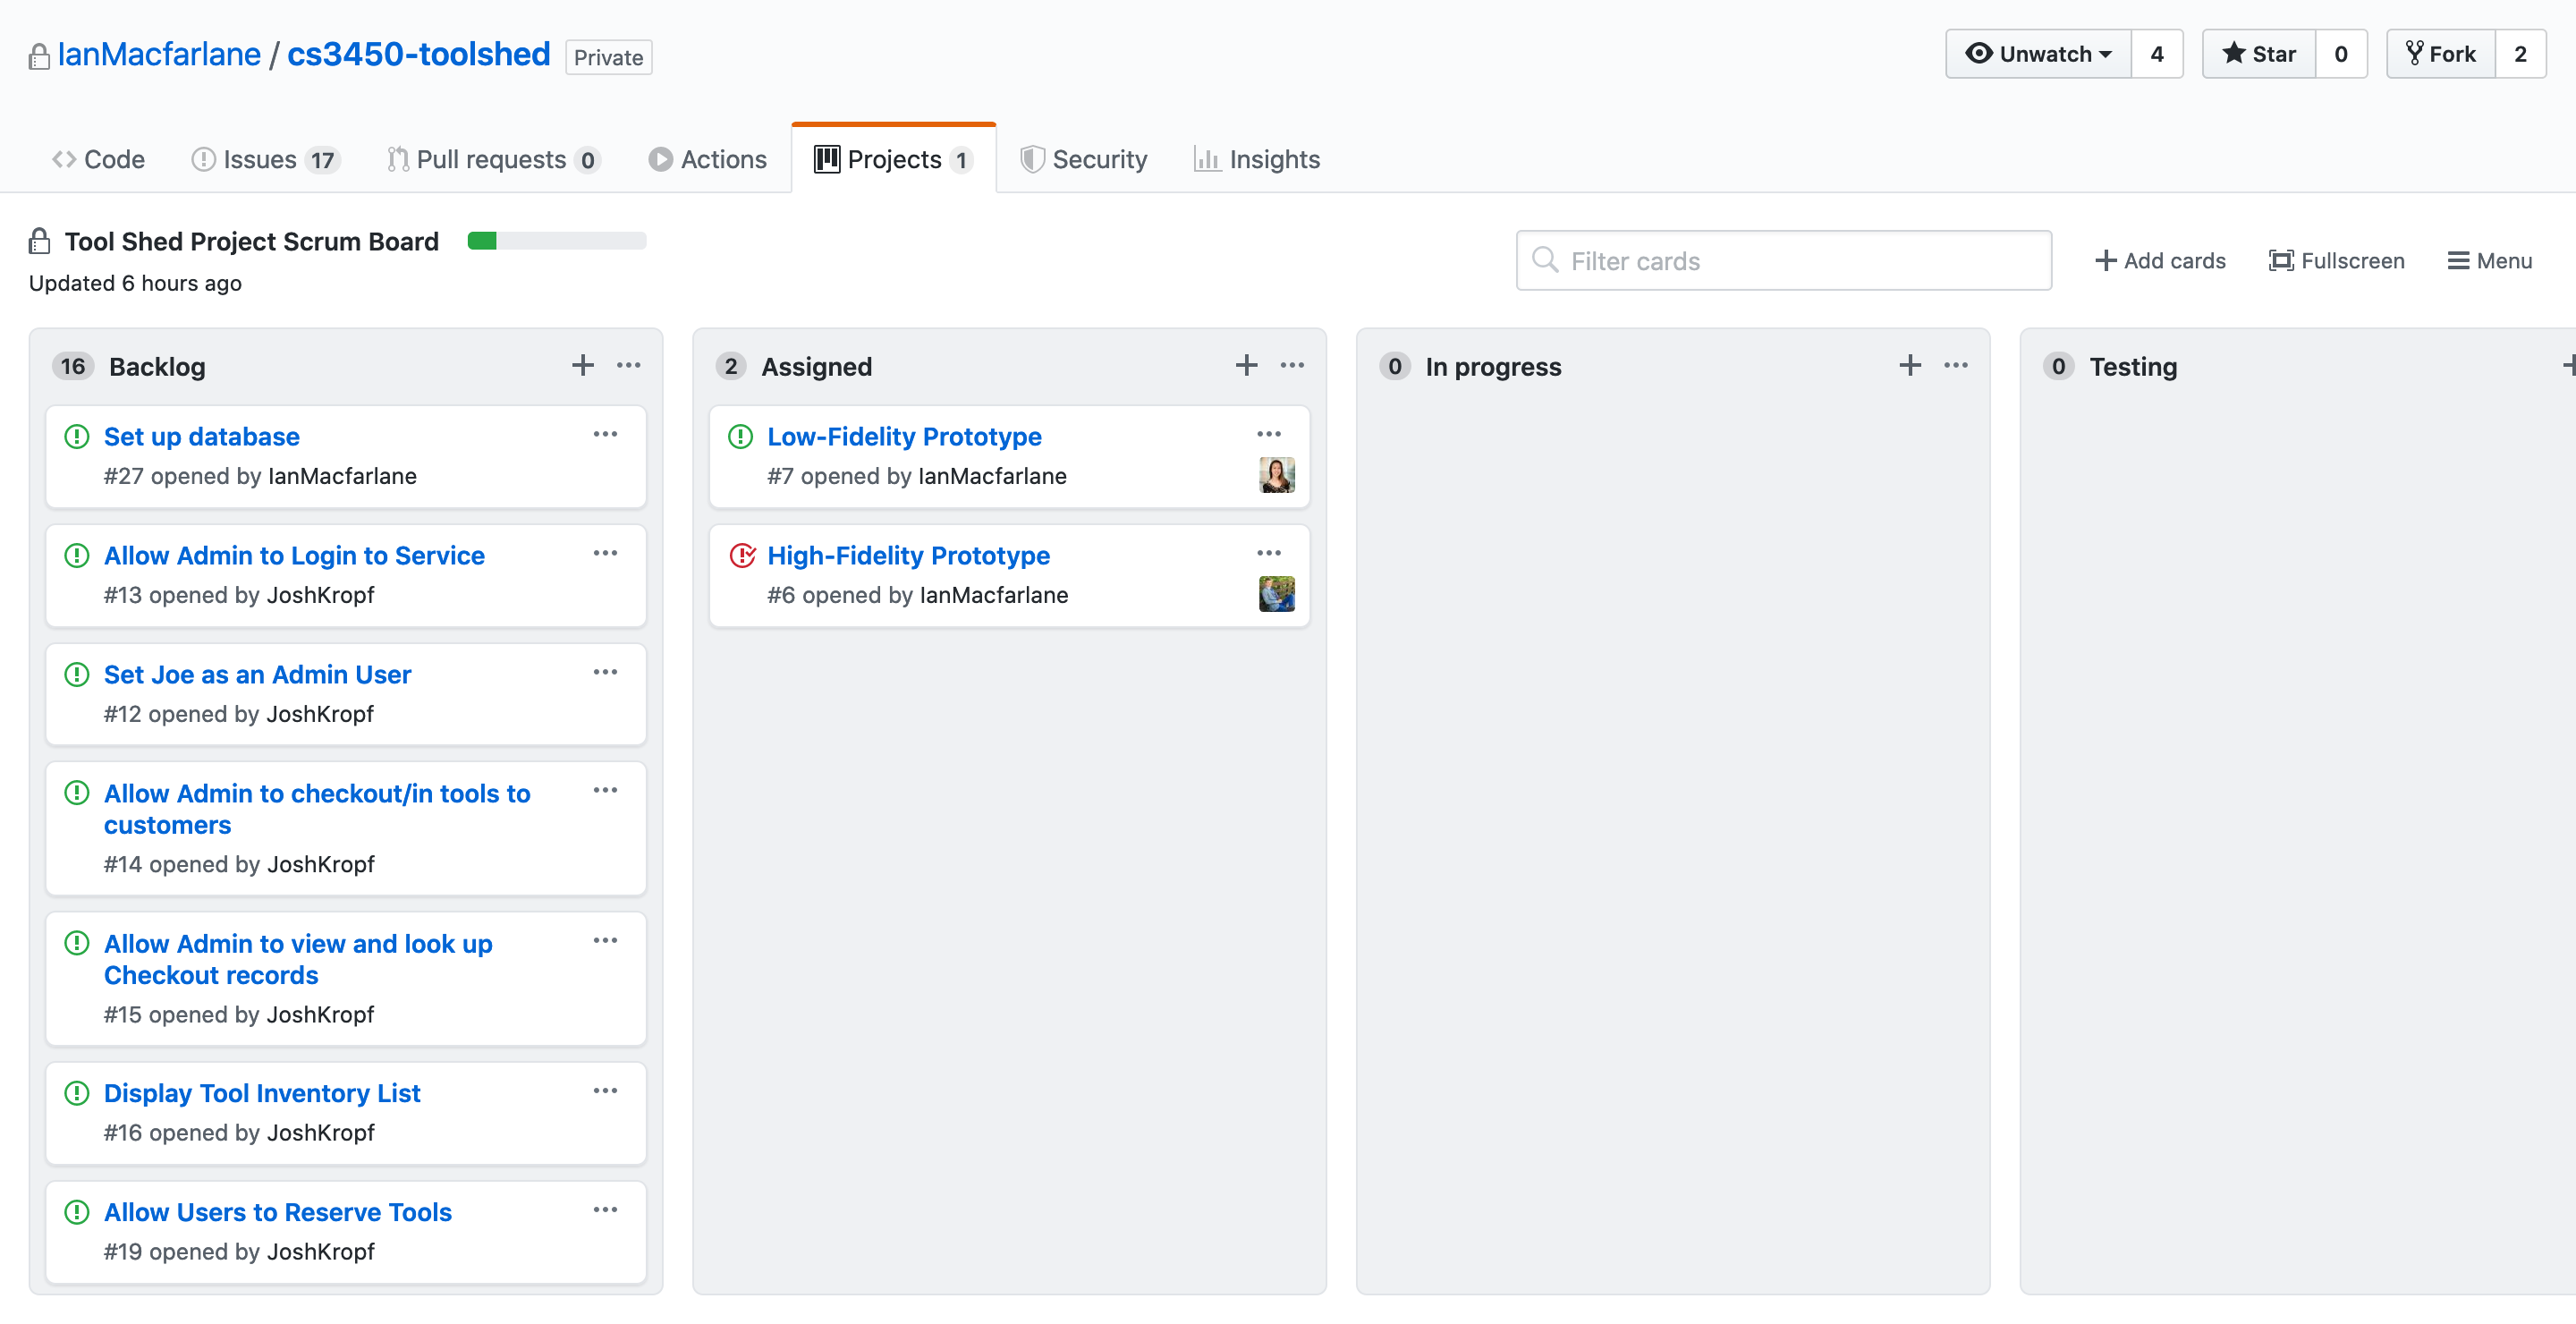 IanMacfarlane / cs3450-toolshed Private
Unwatch 4 Star 0 Fork 2
Code Issues 17 Pull requests 0 Actions Projects 1 Security Insights
Tool Shed Project Scrum Board
Updated 6 hours ago
Filter cards
Add cards Fullscreen Menu
16 Backlog
Set up database
#27 opened by IanMacfarlane
Allow Admin to Login to Service
#13 opened by JoshKropf
Set Joe as an Admin User
#12 opened by JoshKropf
Allow Admin to checkout/in tools to
customers
#14 opened by JoshKropf
Allow Admin to view and look up
Checkout records
#15 opened by JoshKropf
Display Tool Inventory List
#16 opened by JoshKropf
Allow Users to Reserve Tools
#19 opened by JoshKropf
2 Assigned
Low-Fidelity Prototype
#7 opened by IanMacfarlane
High-Fidelity Prototype
#6 opened by IanMacfarlane
0 In progress
0 Testing